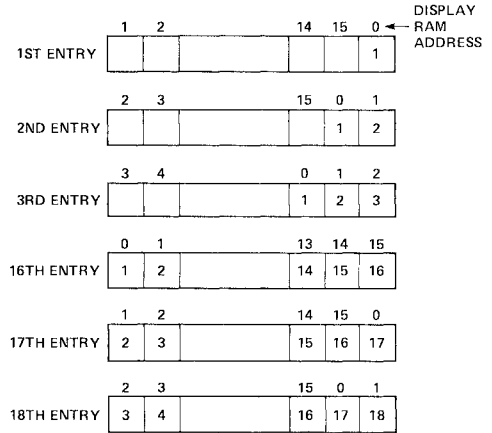 DISPLAY
1 2 14 15 0 RAM
ADDRESS
1ST ENTRY 1
2 3 15 0 1
2ND ENTRY 1 2
3 4 0 1 2
3RD ENTRY 1 2 3
0 1 13 14 15
16TH ENTRY 1 2 14 15 16
1 2 14 15 0
17TH ENTRY 2 3 15 16 17
2 3 15 0 1
18TH ENTRY 3 4 16 17 18